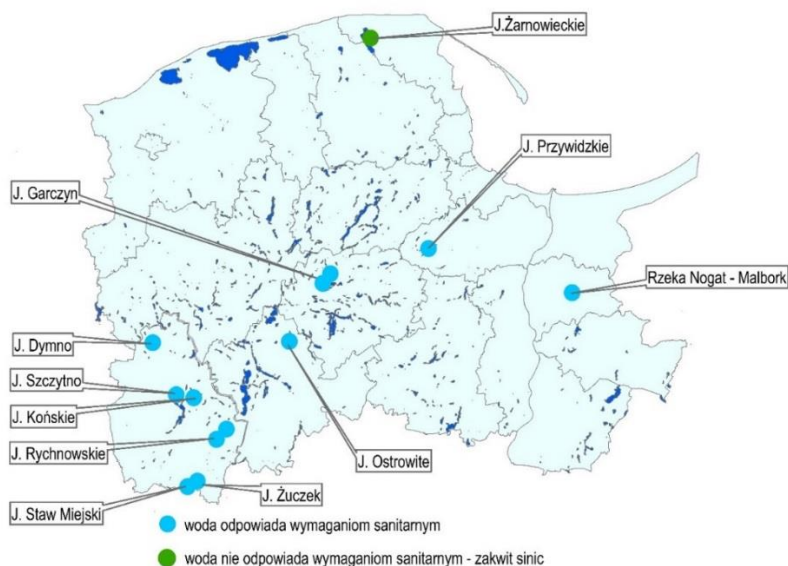 J.Żarnowieckie
J. Przywidzkie
J. Garczyn
Rzeka Nogat - Malbork
J. Dymno
J. Szczytno
J. Końskie
J. Rychnowskie
J. Ostrowite
J. Żuczek
J. Staw Miejski
woda odpowiada wymaganiom sanitarnym
woda nie odpowiada wymaganiom sanitarnym - zakwit sinic